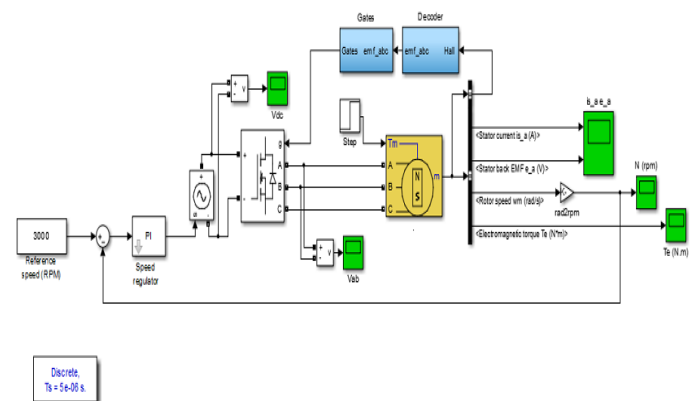 Gates
Decoder
Gates emf_abc
emf_abc Hall
is_a e_a
Vdc
Step
g
A
B
C
Tm
A
B
C
N
S
m
<Stator current is_a (A)>
<Stator back EMF e_a (V)>
<Rotor speed wm (rad/s)>
<Electromagnetic torque Te (N*m)>
rad2rpm
N (rpm)
Te (N.m)
v
v
Vab
3000
Reference
speed (RPM)
PI
Speed
regulator
Discrete,
Ts = 5e-06 s.